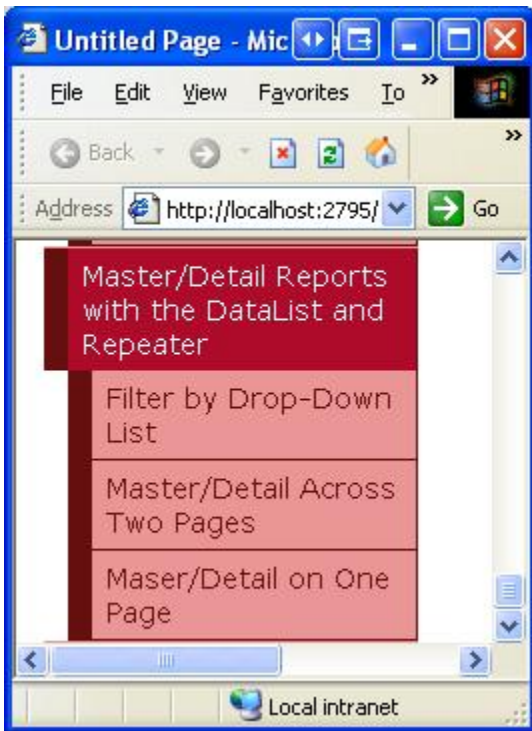 Untitled Page - Mic
File Edit View Favorites To »
Back »
Address http://localhost:2795/ Go
Master/Detail Reports
with the DataList and
Repeater
Filter by Drop-Down
List
Master/Detail Across
Two Pages
Maser/Detail on One
Page
Local intranet